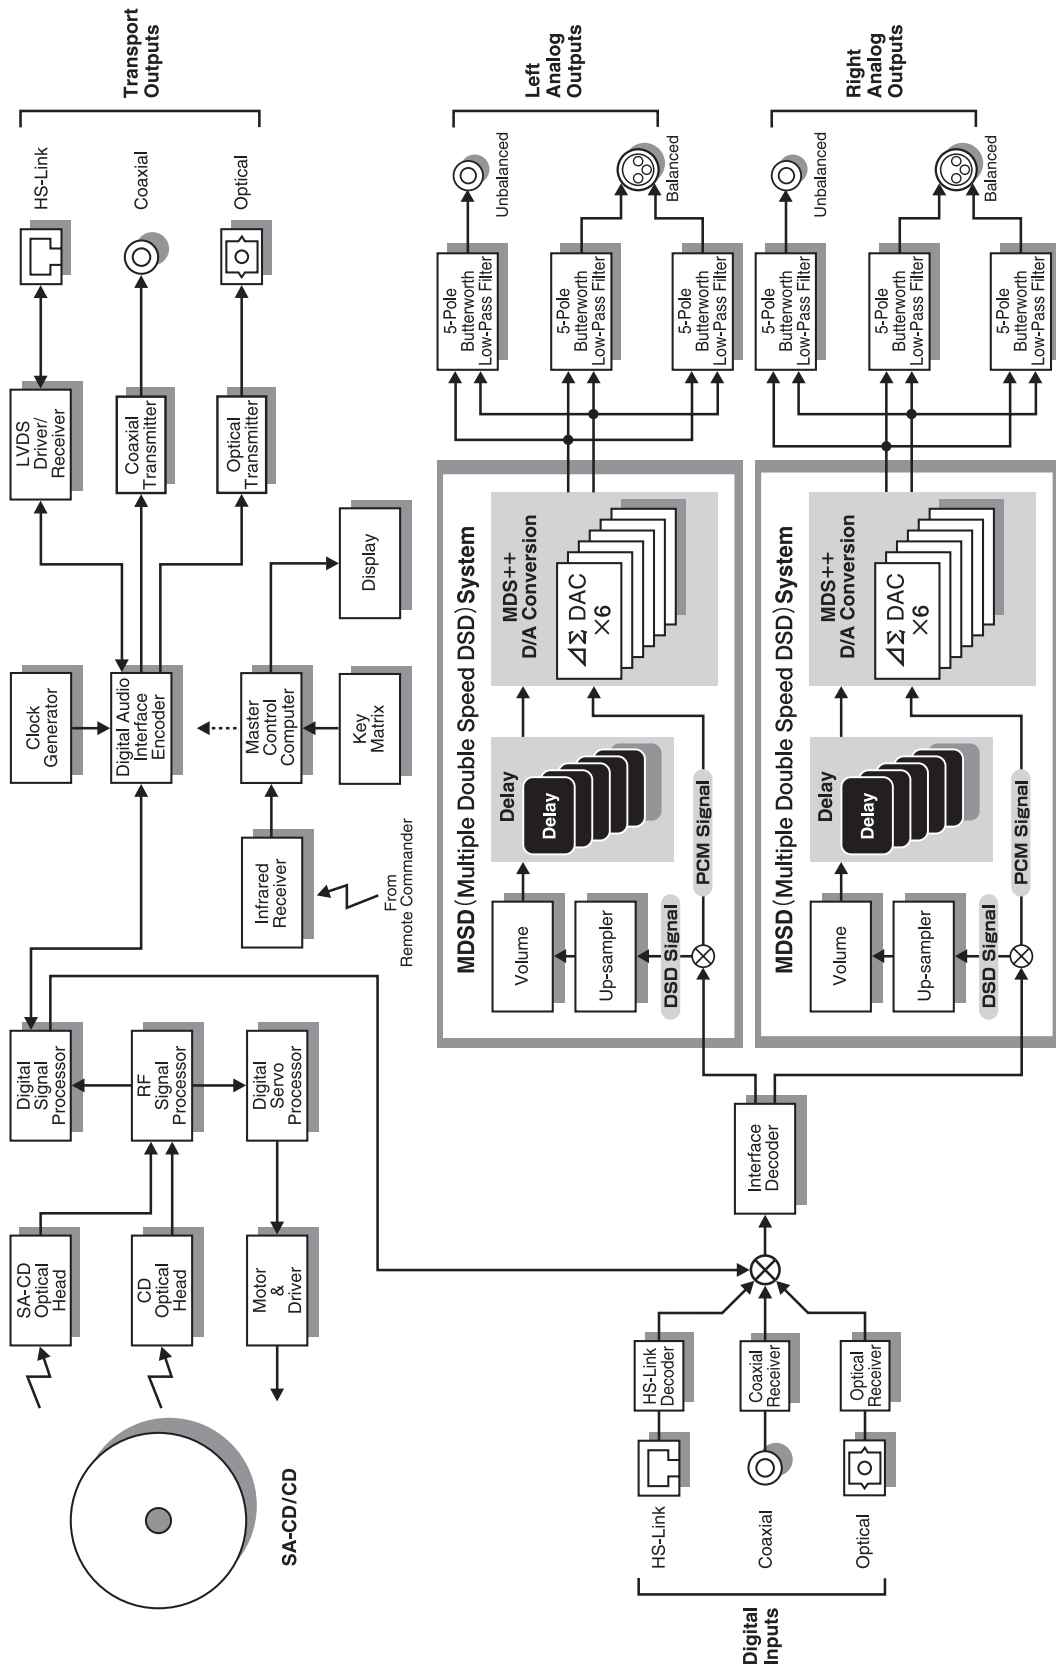 SA-CD/CD
SA-CD
Optical
Head
CD
Optical
Head
Motor
&
Driver
Digital
Signal
Processor
RF
Signal
Processor
Digital
Servo
Processor
Infrared
Receiver
From
Remote Commander
Clock
Generator
Digital Audio
Interface
Encoder
Master
Control
Computer
Key
Matrix
Display
LVDS
Driver/
Receiver
Coaxial
Transmitter
Optical
Transmitter
HS-Link
Coaxial
Optical
Transport
Outputs
Digital
Inputs
HS-Link
Coaxial
Optical
HS-Link
Decoder
Coaxial
Receiver
Optical
Receiver
Interface
Decoder
MDSD (Multiple Double Speed DSD) System
Volume
Up-sampler
DSD Signal
PCM Signal
Delay
Delay
MDS++
D/A Conversion
ΔΣ DAC
×6
5-Pole
Butterworth
Low-Pass Filter
5-Pole
Butterworth
Low-Pass Filter
5-Pole
Butterworth
Low-Pass Filter
Unbalanced
Balanced
Left
Analog
Outputs
MDSD (Multiple Double Speed DSD) System
Volume
Up-sampler
DSD Signal
PCM Signal
Delay
Delay
MDS++
D/A Conversion
ΔΣ DAC
×6
5-Pole
Butterworth
Low-Pass Filter
5-Pole
Butterworth
Low-Pass Filter
5-Pole
Butterworth
Low-Pass Filter
Unbalanced
Balanced
Right
Analog
Outputs